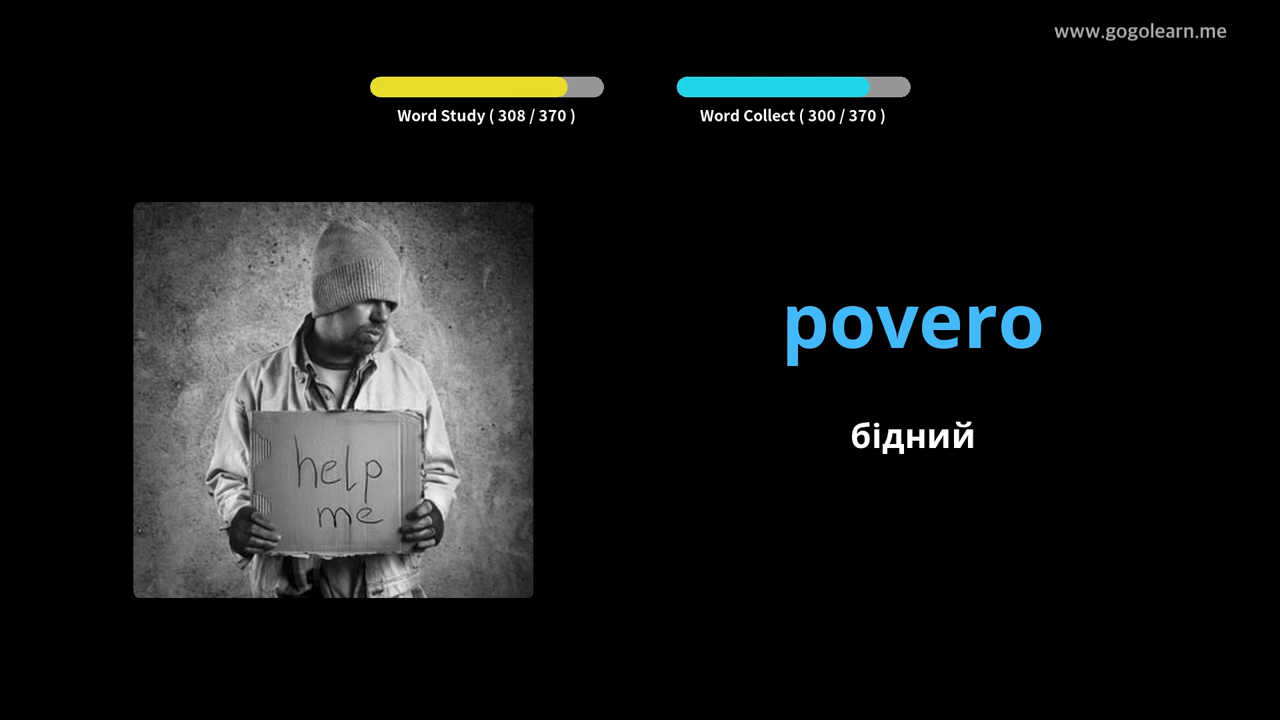 www.gogolearn.me
Word Study ( 308 / 370 )
Word Collect ( 300 / 370 )
help
me
povero
бідний